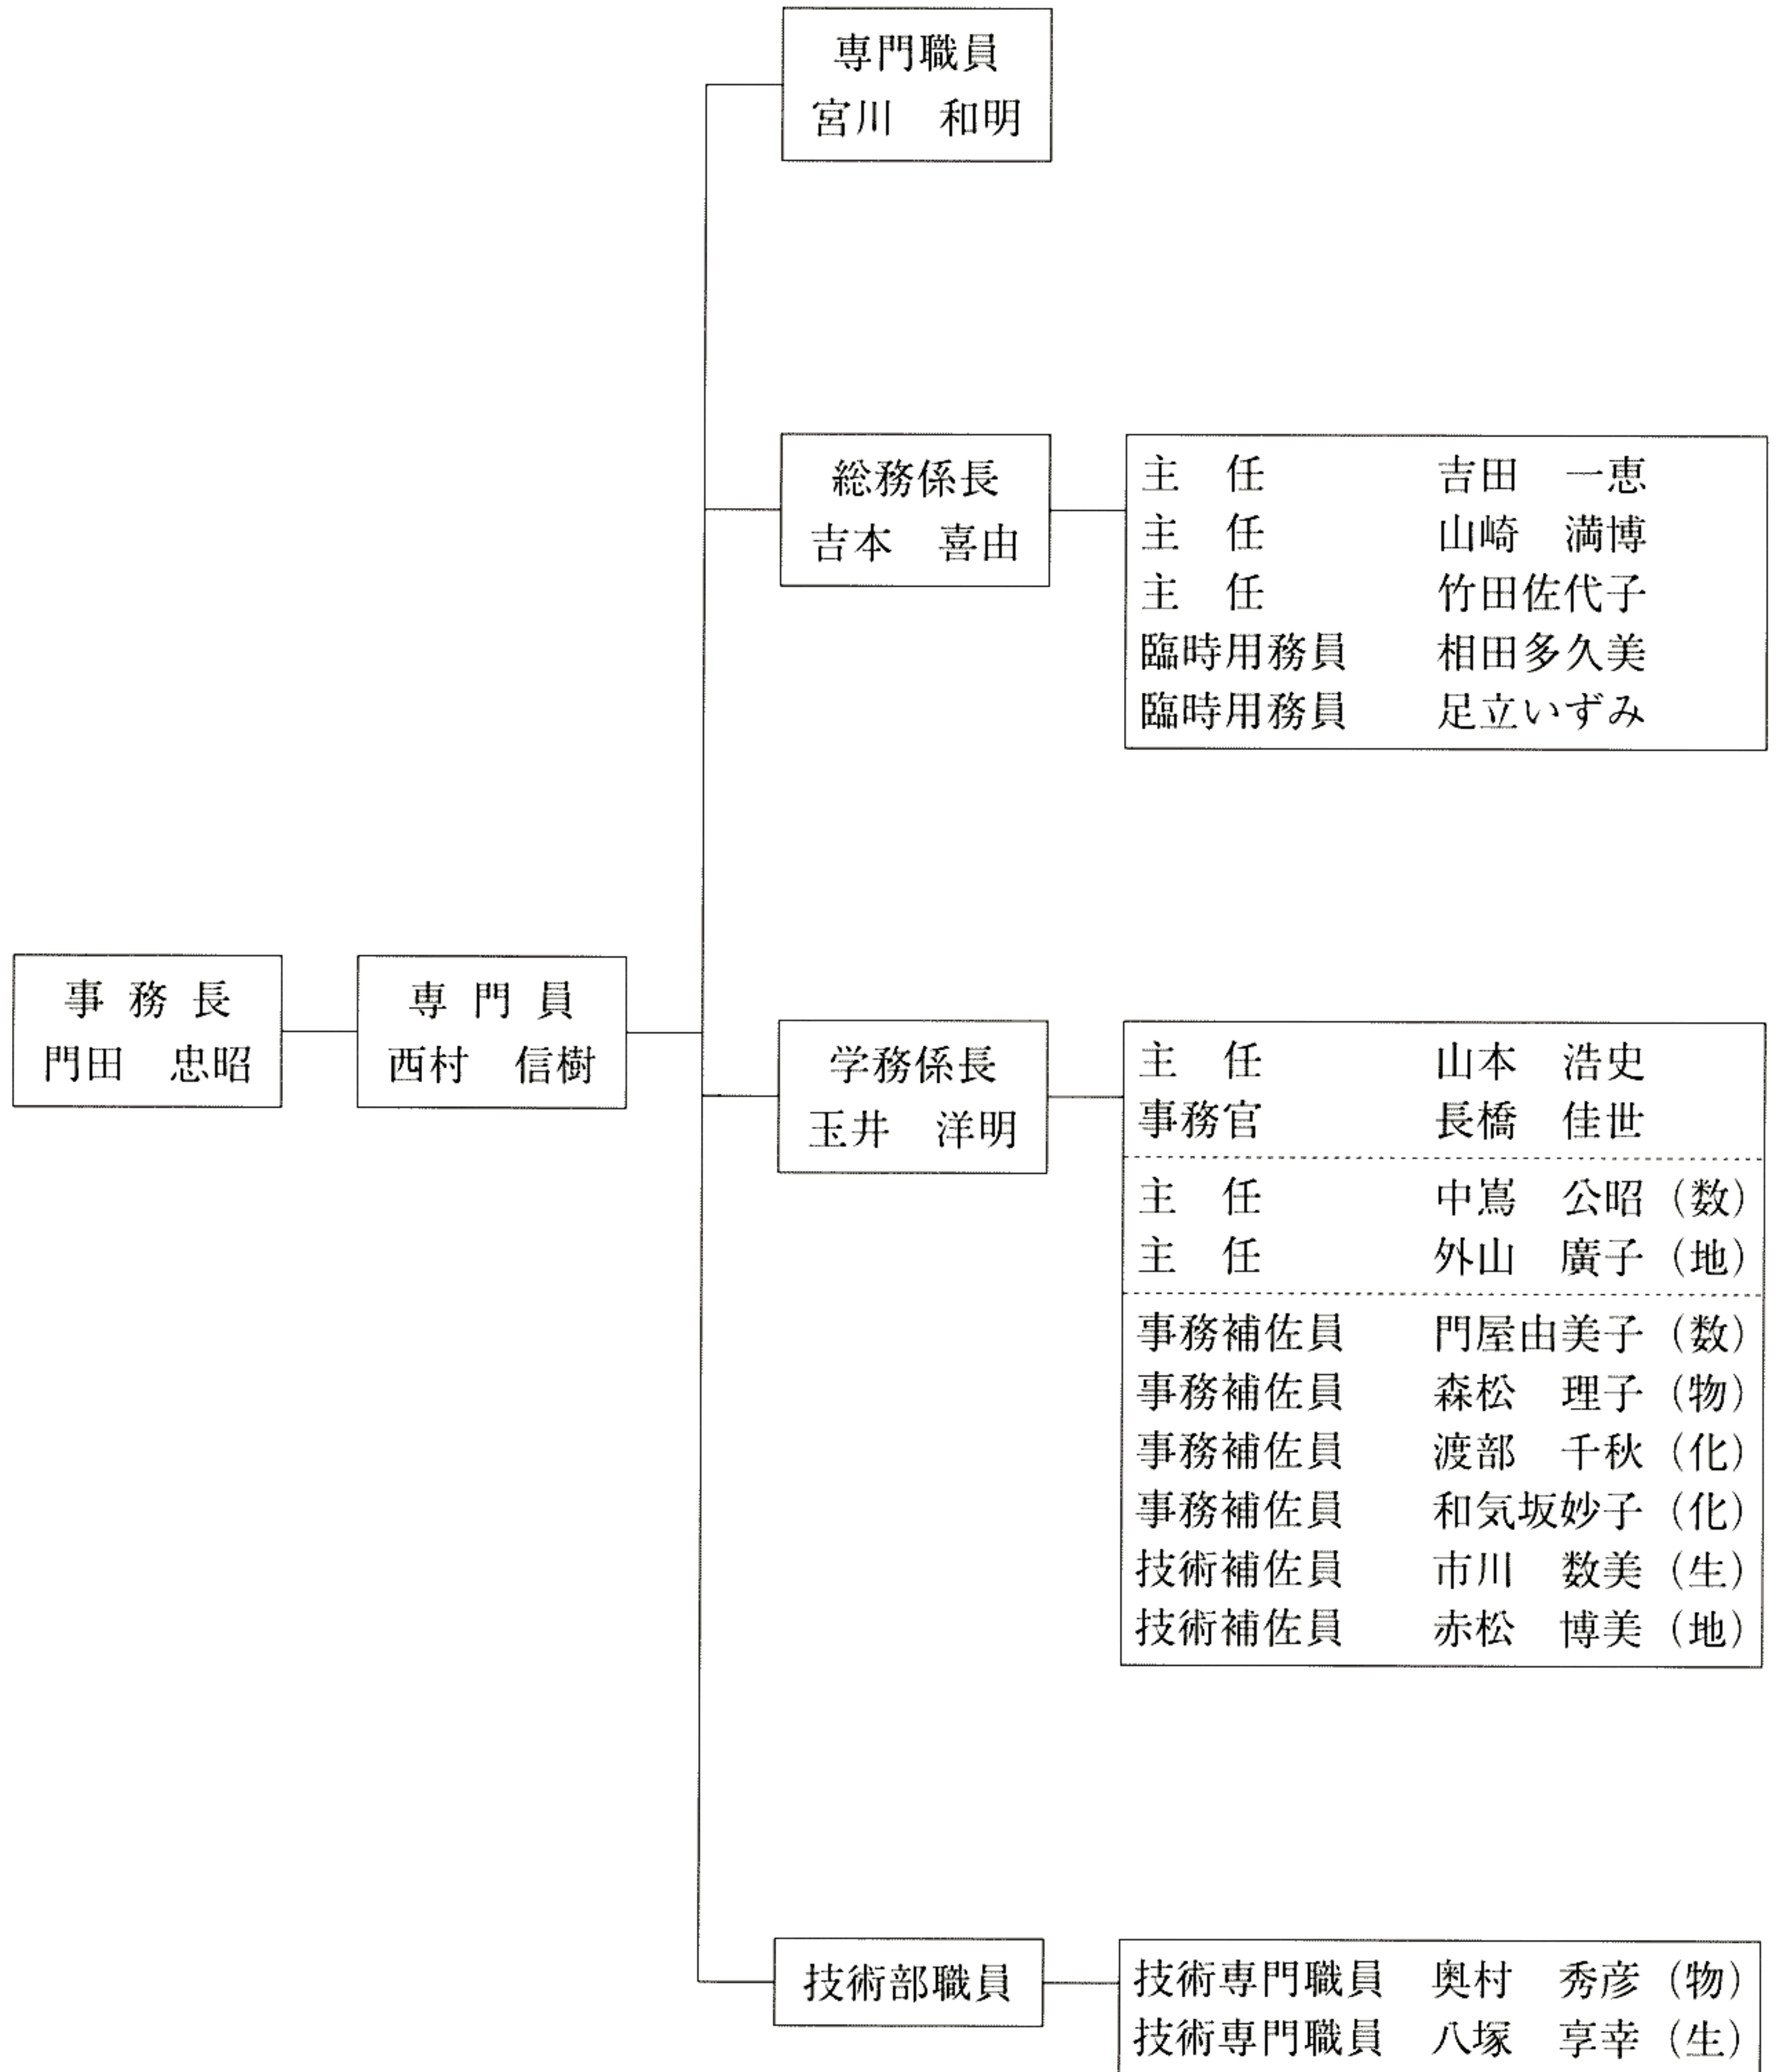 専門職員
宮川　和明
総務係長
吉本　喜由
主　任　吉田　一恵
主　任　山崎　満博
主　任　竹田佐代子
臨時用務員　相田多久美
臨時用務員　足立いずみ
事 務 長
門田　忠昭
専 門 員
西村　信樹
学務係長
玉井　洋明
主　任　山本　浩史
事務官　長橋　佳世
主　任　中嶌　公昭（数）
主　任　外山　廣子（地）
事務補佐員　門屋由美子（数）
事務補佐員　森松　理子（物）
事務補佐員　渡部　千秋（化）
事務補佐員　和気坂妙子（化）
技術補佐員　市川　数美（生）
技術補佐員　赤松　博美（地）
技術部職員
技術専門職員　奥村　秀彦（物）
技術専門職員　八塚　享幸（生）